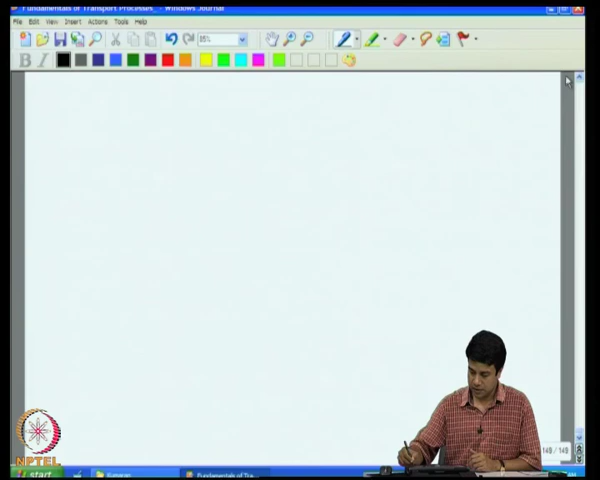 Fundamentals of Transport Processes_ - Windows Journal
File Edit View Insert Actions Tools Help
85%
B I
149 / 149
NPTEL
start
Fundamentals of Tra...